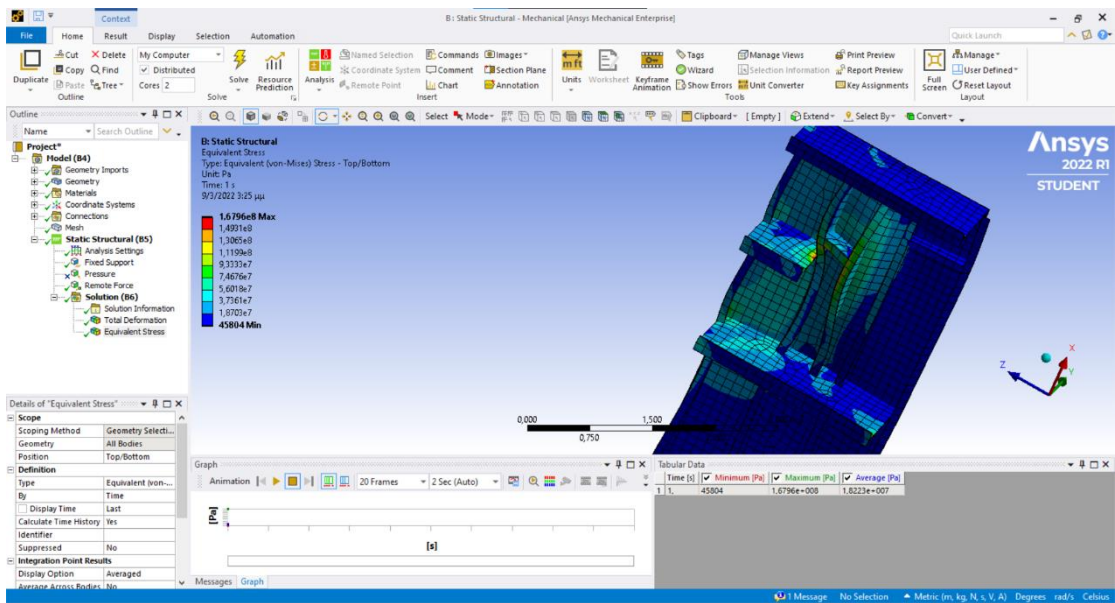 Context
B: Static Structural - Mechanical [Ansys Mechanical Enterprise]
File Home Result Display Selection Automation
Quick Launch
Duplicate
Cut
Copy
Paste
Delete
Find
Tree
Outline
My Computer
Distributed
Cores 2
Solve
Resource Prediction
Solve
Analysis
Named Selection
Coordinate System
Remote Point
Commands
Comment
Chart
Images
Section Plane
Annotation
Insert
Units
Worksheet
Keyframe Animation
Tags
Wizard
Show Errors
Manage Views
Selection Information
Unit Converter
Print Preview
Report Preview
Key Assignments
Tools
Full Screen
Manage
User Defined
Reset Layout
Layout
Outline
Name Search Outline
Project*
Model (B4)
Geometry Imports
Geometry
Materials
Coordinate Systems
Connections
Mesh
Static Structural (B5)
Analysis Settings
Fixed Support
Pressure
Remote Force
Solution (B6)
Solution Information
Total Deformation
Equivalent Stress
Select Mode Clipboard [Empty] Extend Select By Convert
B: Static Structural
Equivalent Stress
Type: Equivalent (von-Mises) Stress - Top/Bottom
Unit: Pa
Time: 1 s
9/3/2022 3:25 μμ
1,6796e8 Max
1,4931e8
1,3065e8
1,1199e8
9,3333e7
7,4676e7
5,6018e7
3,7361e7
1,8703e7
45804 Min
Ansys
2022 R1
STUDENT
X
Y
Z
0,000 1,500
0,750
Details of "Equivalent Stress"
Scope
Scoping Method Geometry Selecti...
Geometry All Bodies
Position Top/Bottom
Definition
Type Equivalent (von-...
By Time
Display Time Last
Calculate Time History Yes
Identifier
Suppressed No
Integration Point Results
Display Option Averaged
Average Across Bodies No
Graph
Animation 20 Frames 2 Sec (Auto)
[Pa]
[s]
Messages Graph
Tabular Data
Time [s] Minimum [Pa] Maximum [Pa] Average [Pa]
1 1, 45804 1,6796e+008 1,8223e+007
1 Message No Selection Metric (m, kg, N, s, V, A) Degrees rad/s Celsius